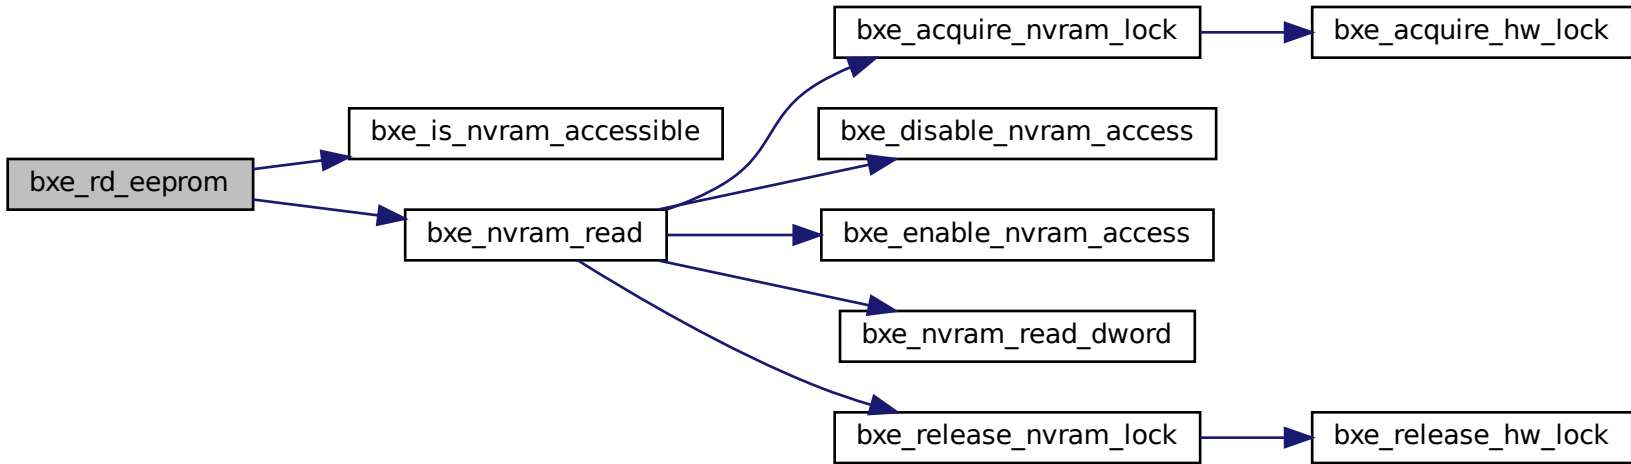 bxe_rd_eeprom
bxe_is_nvram_accessible
bxe_nvram_read
bxe_acquire_nvram_lock
bxe_acquire_hw_lock
bxe_disable_nvram_access
bxe_enable_nvram_access
bxe_nvram_read_dword
bxe_release_nvram_lock
bxe_release_hw_lock